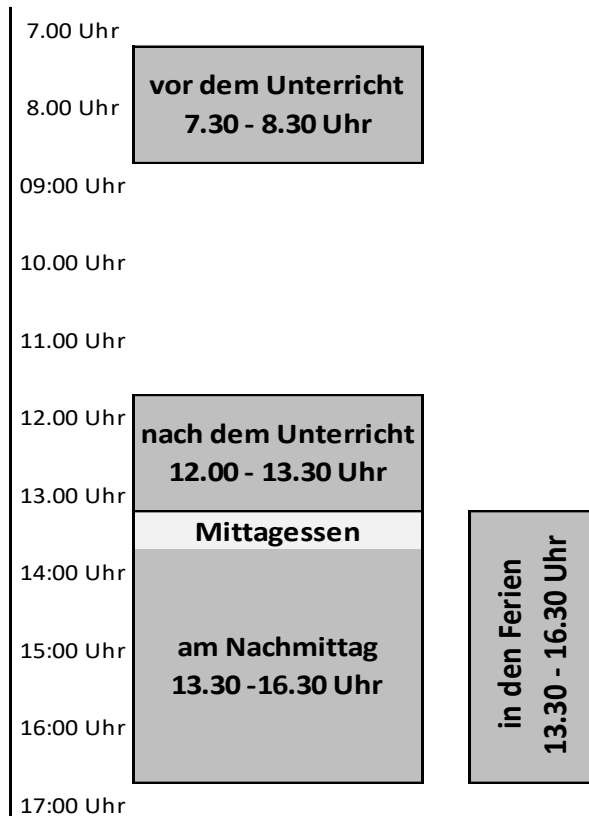 7.00 Uhr
vor dem Unterricht
8.00 Uhr
7.30 - 8.30 Uhr
09:00 Uhr
10.00 Uhr
11.00 Uhr
12.00 Uhr
nach dem Unterricht
12.00 - 13.30 Uhr
13.00 Uhr
Mittagessen
14:00 Uhr
15:00 Uhr
am Nachmittag
13.30 -16.30 Uhr
16:00 Uhr
17:00 Uhr
in den Ferien
13.30 - 16.30 Uhr